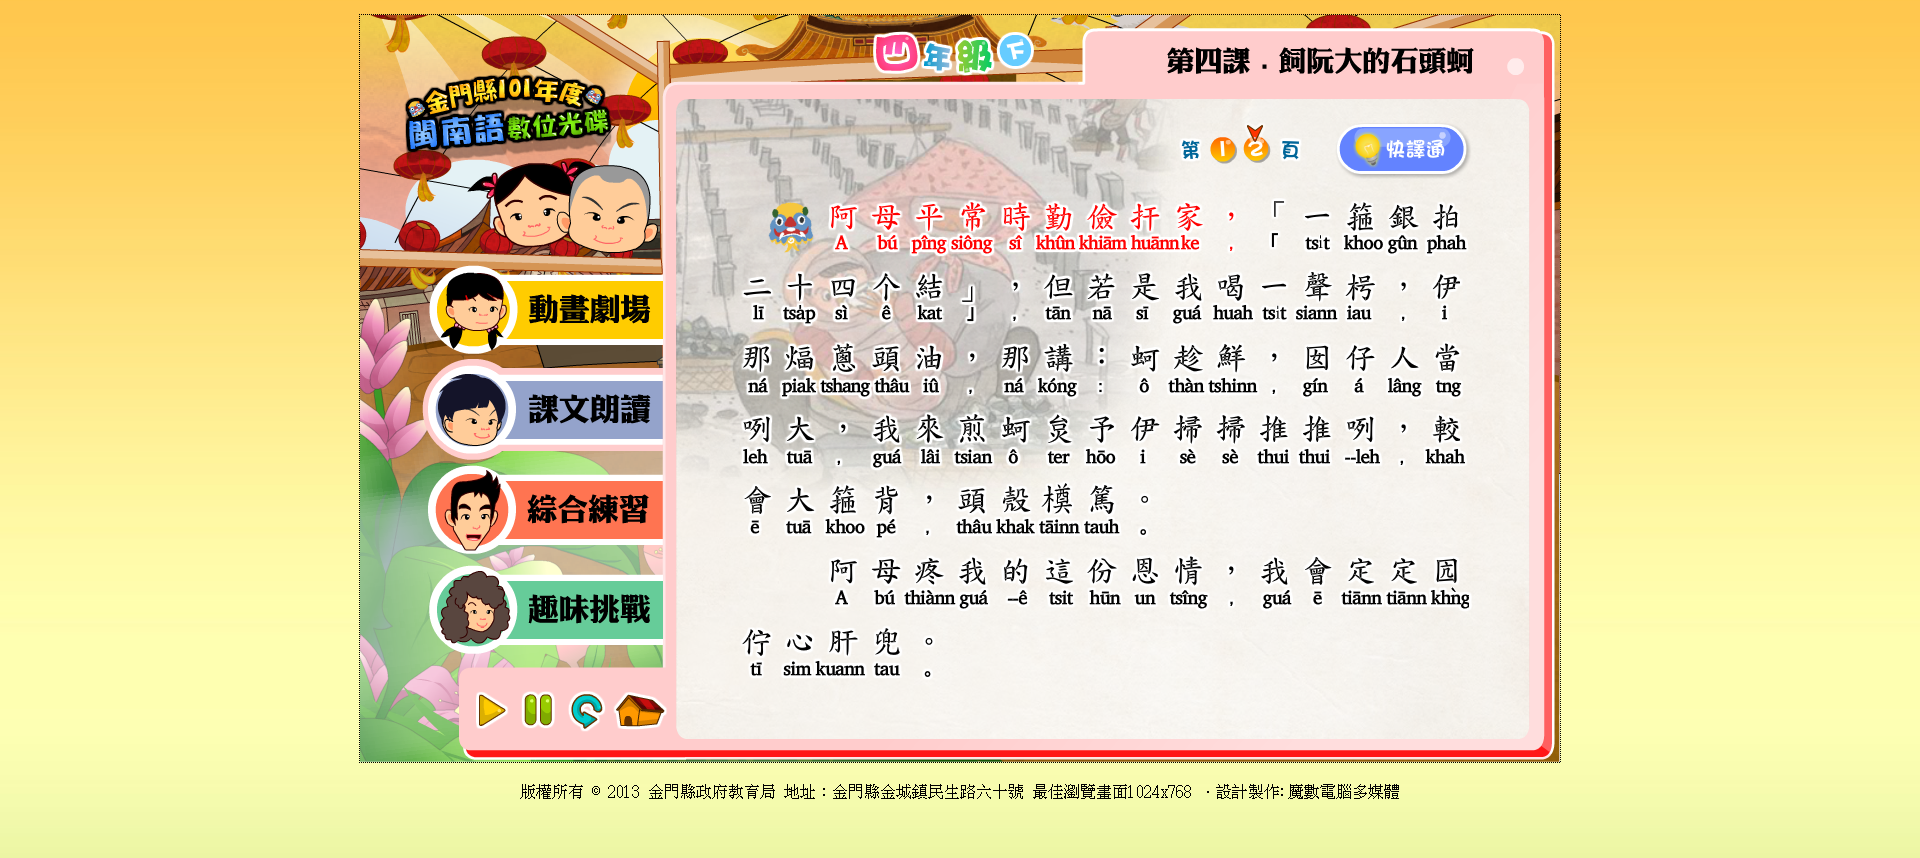 金門縣101年度
閩南語數位光碟
四年級下
第四課．飼阮大的石頭蚵
第 1 2 頁
快譯通
阿母平常時勤儉扞家，「一箍銀拍
A bú pîng siông sî khûn khiām huānn ke ，「 tsi̍t khoo gûn phah
二十四个結」，但若是我喝一聲枵，伊
lī tsa̍p sì ê kat 」， tān nā sī guá huah tsi̍t siann iau ， i
那煏蔥頭油，那講：蚵趁鮮，囡仔人當
ná piak tshang thâu iû ， ná kóng ： ô thàn tshinn ， gín á lâng tng
咧大，我來煎蚵炱予伊掃掃推推咧，較
leh tuā ， guá lâi tsian ô ter hōo i sè sè thui thui --leh ， khah
會大箍背，頭殼模篤。
ē tuā khoo pé ， thâu khak tāinn tauh 。
阿母疼我的這份恩情，我會定定囥
A bú thiànn guá --ê tsit hūn un tsîng ， guá ē tiānn tiānn khǹg
佇心肝兜。
tī sim kuann tau 。
動畫劇場
課文朗讀
綜合練習
趣味挑戰
版權所有 © 2013 金門縣政府教育局 地址：金門縣金城鎮民生路六十號 最佳瀏覽畫面1024x768 ．設計製作: 魔數電腦多媒體